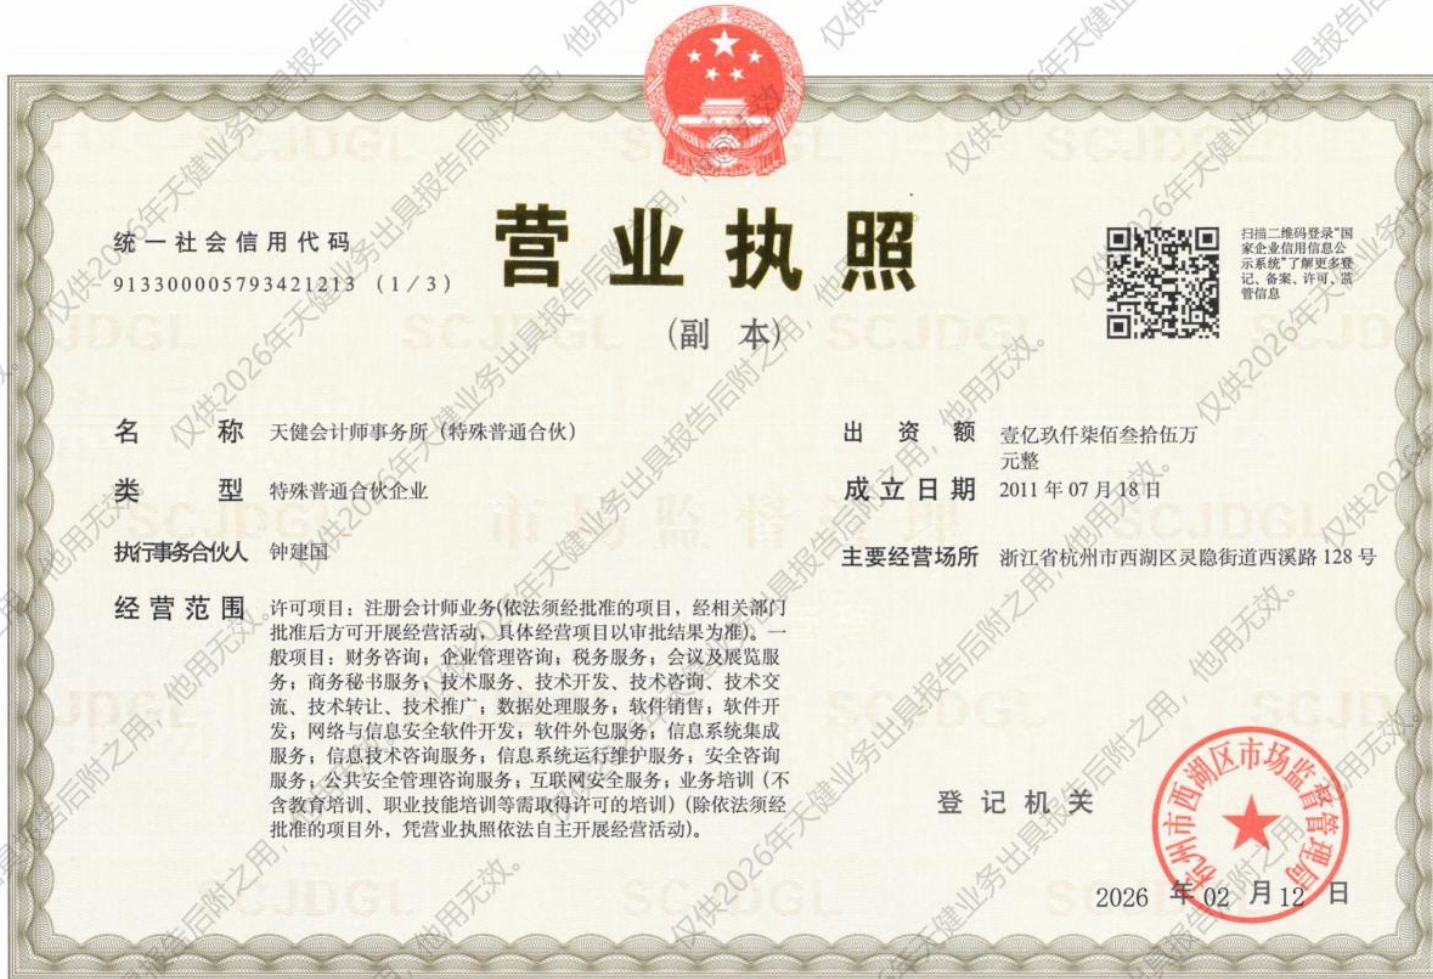 营业执照
(副 本)
统一社会信用代码
913300005793421213 (1/3)
扫描二维码登录“国
家企业信用信息公
示系统”了解更多登
记、备案、许可、监
管信息
名 称 天健会计师事务所（特殊普通合伙）
类 型 特殊普通合伙企业
执行事务合伙人 钟建国
经营范围 许可项目：注册会计师业务(依法须经批准的项目，经相关部门
批准后方可开展经营活动，具体经营项目以审批结果为准)。一
般项目：财务咨询；企业管理咨询；税务服务；会议及展览服
务；商务秘书服务；技术服务、技术开发、技术咨询、技术交
流、技术转让、技术推广；数据处理服务；软件销售；软件开
发；网络与信息安全软件开发；软件外包服务；信息系统集成
服务；信息技术咨询服务；信息系统运行维护服务；安全咨询
服务；公共安全管理咨询服务；互联网安全服务；业务培训（不
含教育培训、职业技能培训等需取得许可的培训）(除依法须经
批准的项目外，凭营业执照依法自主开展经营活动)。
出 资 额 壹亿玖仟柒佰叁拾伍万
元整
成立日期 2011年07月18日
主要经营场所 浙江省杭州市西湖区灵隐街道西溪路128号
登记机关
杭州市西湖区市场监督管理局
2026 年 02 月 12 日
仅供2026年天健业务出具报告后附之用，他用无效。
SCJDGL
市场监督管理